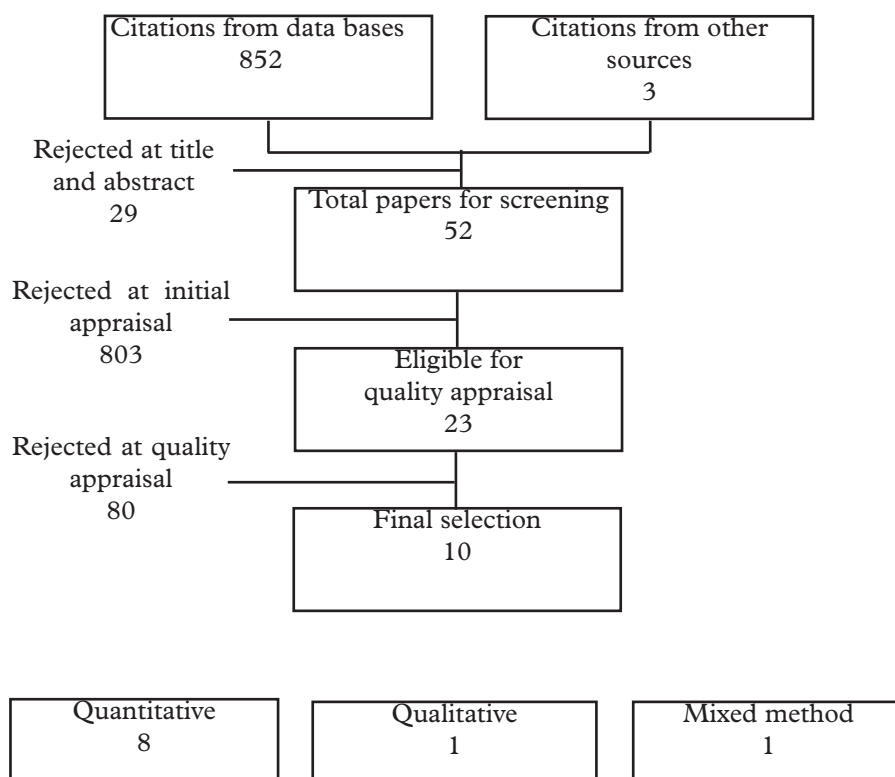 Citations from data bases
852
Citations from other
sources
3
Rejected at title
and abstract
29
Total papers for screening
52
Rejected at initial
appraisal
803
Eligible for
quality appraisal
23
Rejected at quality
appraisal
80
Final selection
10
Quantitative
8
Qualitative
1
Mixed method
1